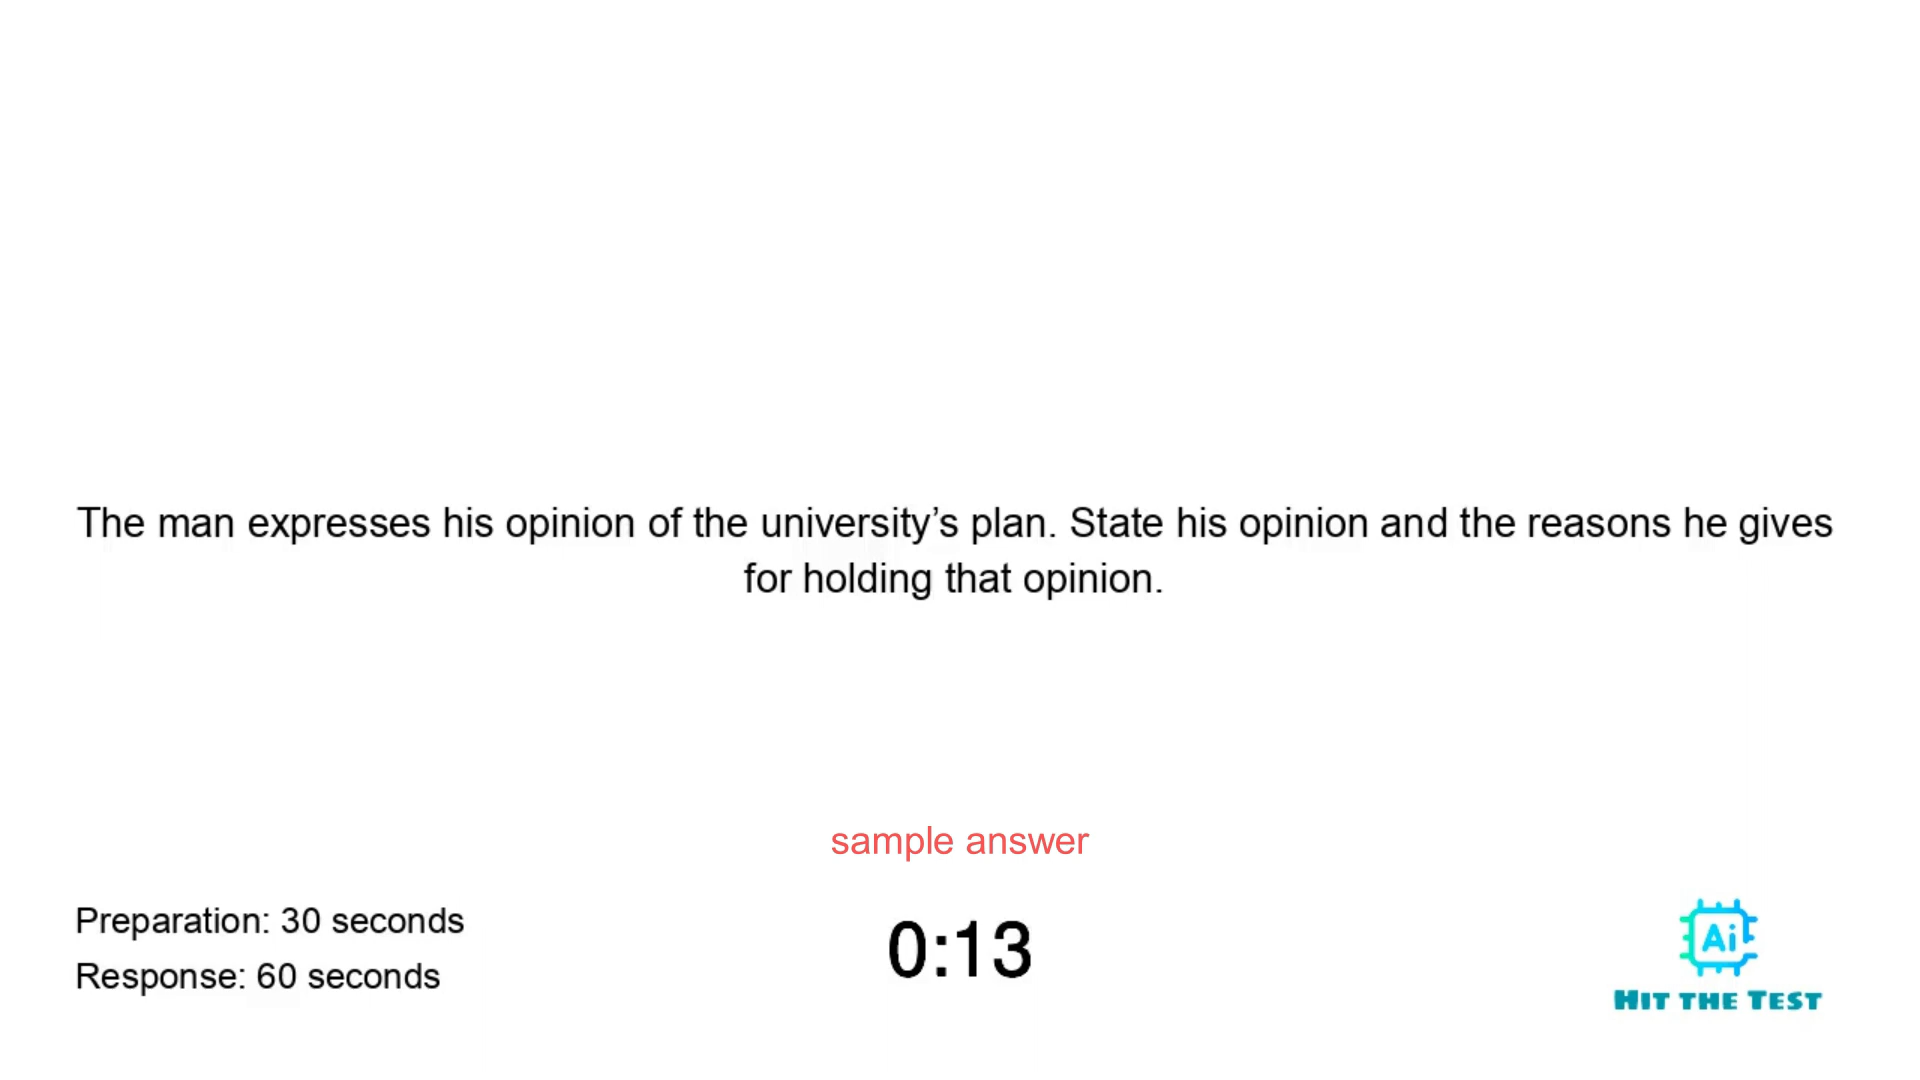 The man expresses his opinion of the university’s plan. State his opinion and the reasons he gives
for holding that opinion.
sample answer
Preparation: 30 seconds
Response: 60 seconds
0:13
Ai
HIT THE TEST